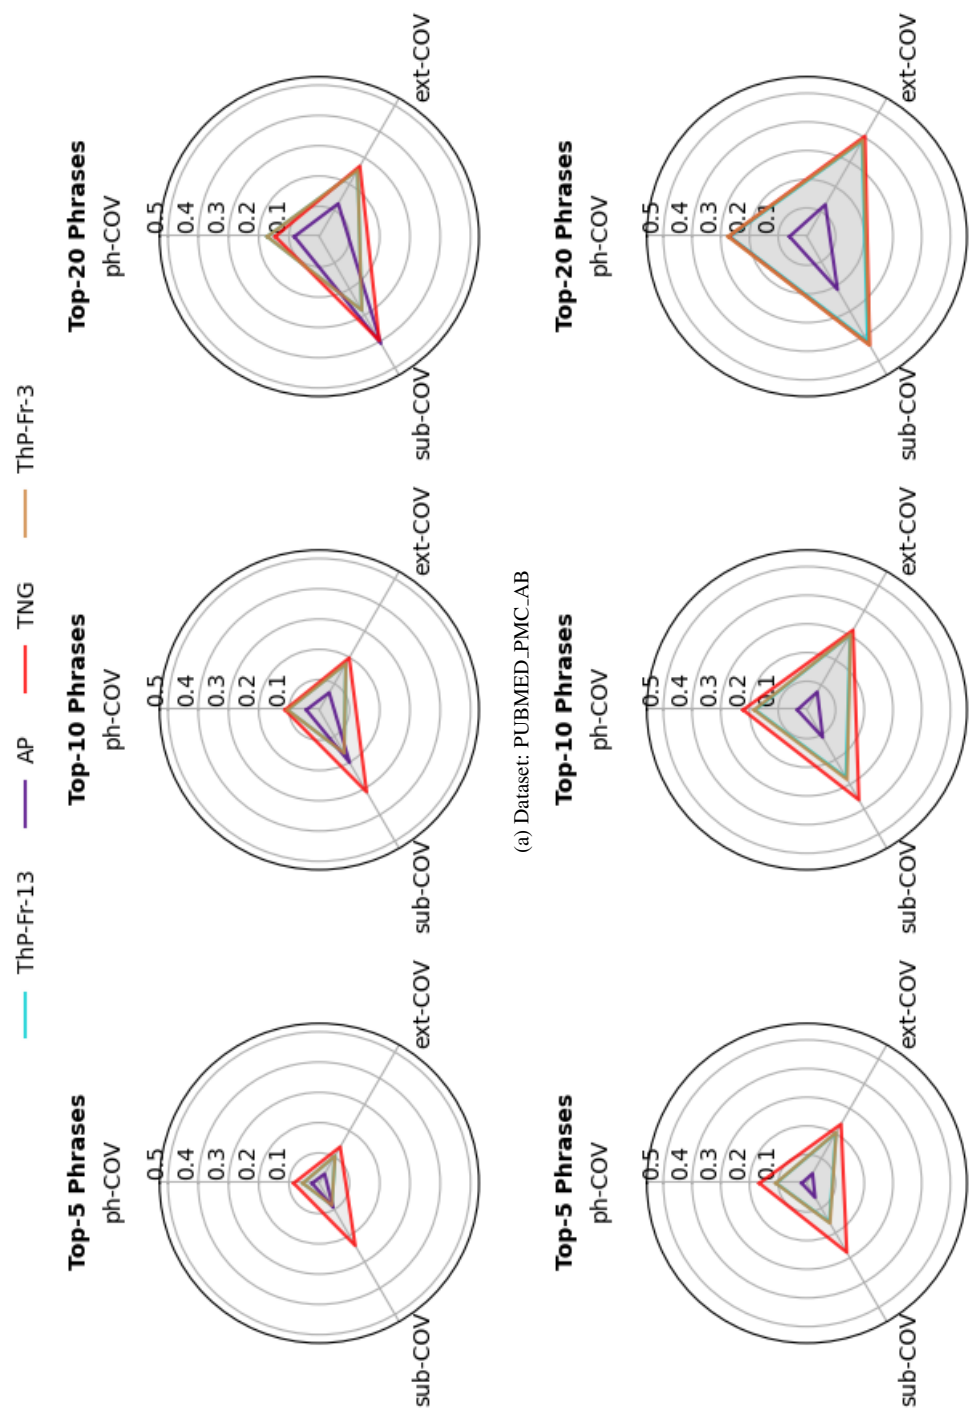 ThP-Fr-13 AP TNG ThP-Fr-3
Top-5 Phrases
ph-COV
0.5
0.4
0.3
0.2
0.1
sub-COV
ext-COV
Top-10 Phrases
ph-COV
0.5
0.4
0.3
0.2
0.1
sub-COV
ext-COV
Top-20 Phrases
ph-COV
0.5
0.4
0.3
0.2
0.1
sub-COV
ext-COV
(a) Dataset: PUBMED_PMC_AB
Top-5 Phrases
ph-COV
0.5
0.4
0.3
0.2
0.1
sub-COV
ext-COV
Top-10 Phrases
ph-COV
0.5
0.4
0.3
0.2
0.1
sub-COV
ext-COV
Top-20 Phrases
ph-COV
0.5
0.4
0.3
0.2
0.1
sub-COV
ext-COV